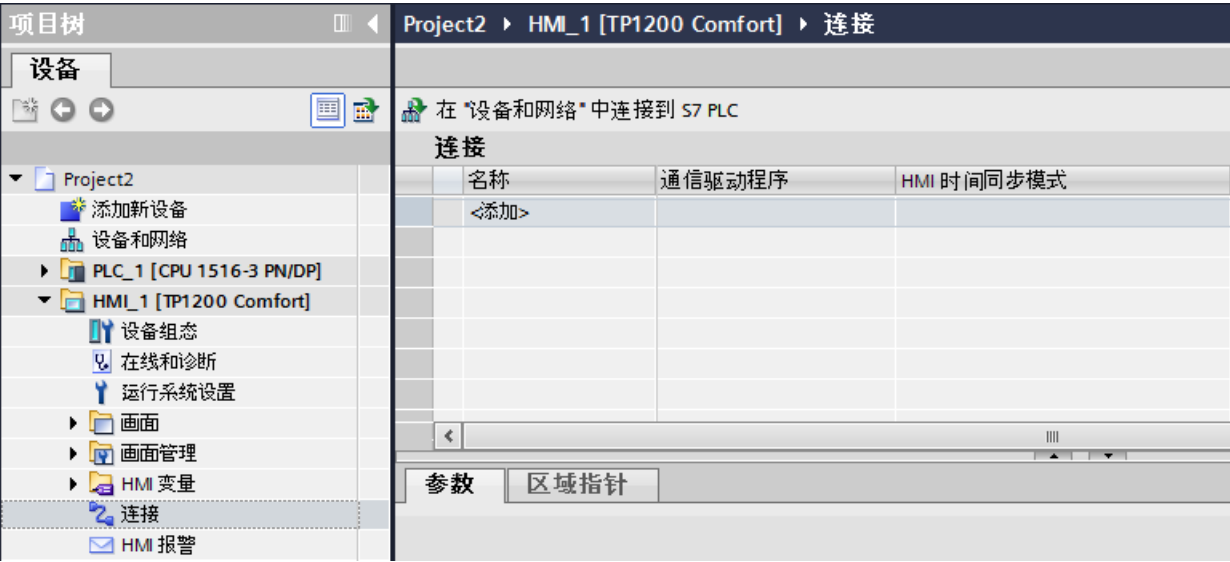 项目树
设备
Project2
添加新设备
设备和网络
PLC_1 [CPU 1516-3 PN/DP]
HMI_1 [TP1200 Comfort]
设备组态
在线和诊断
运行系统设置
画面
画面管理
HMI 变量
连接
HMI 报警
Project2 HMI_1 [TP1200 Comfort] 连接
在 "设备和网络" 中连接到 S7 PLC
连接
名称 通信驱动程序 HMI 时间同步模式
<添加>
参数 区域指针